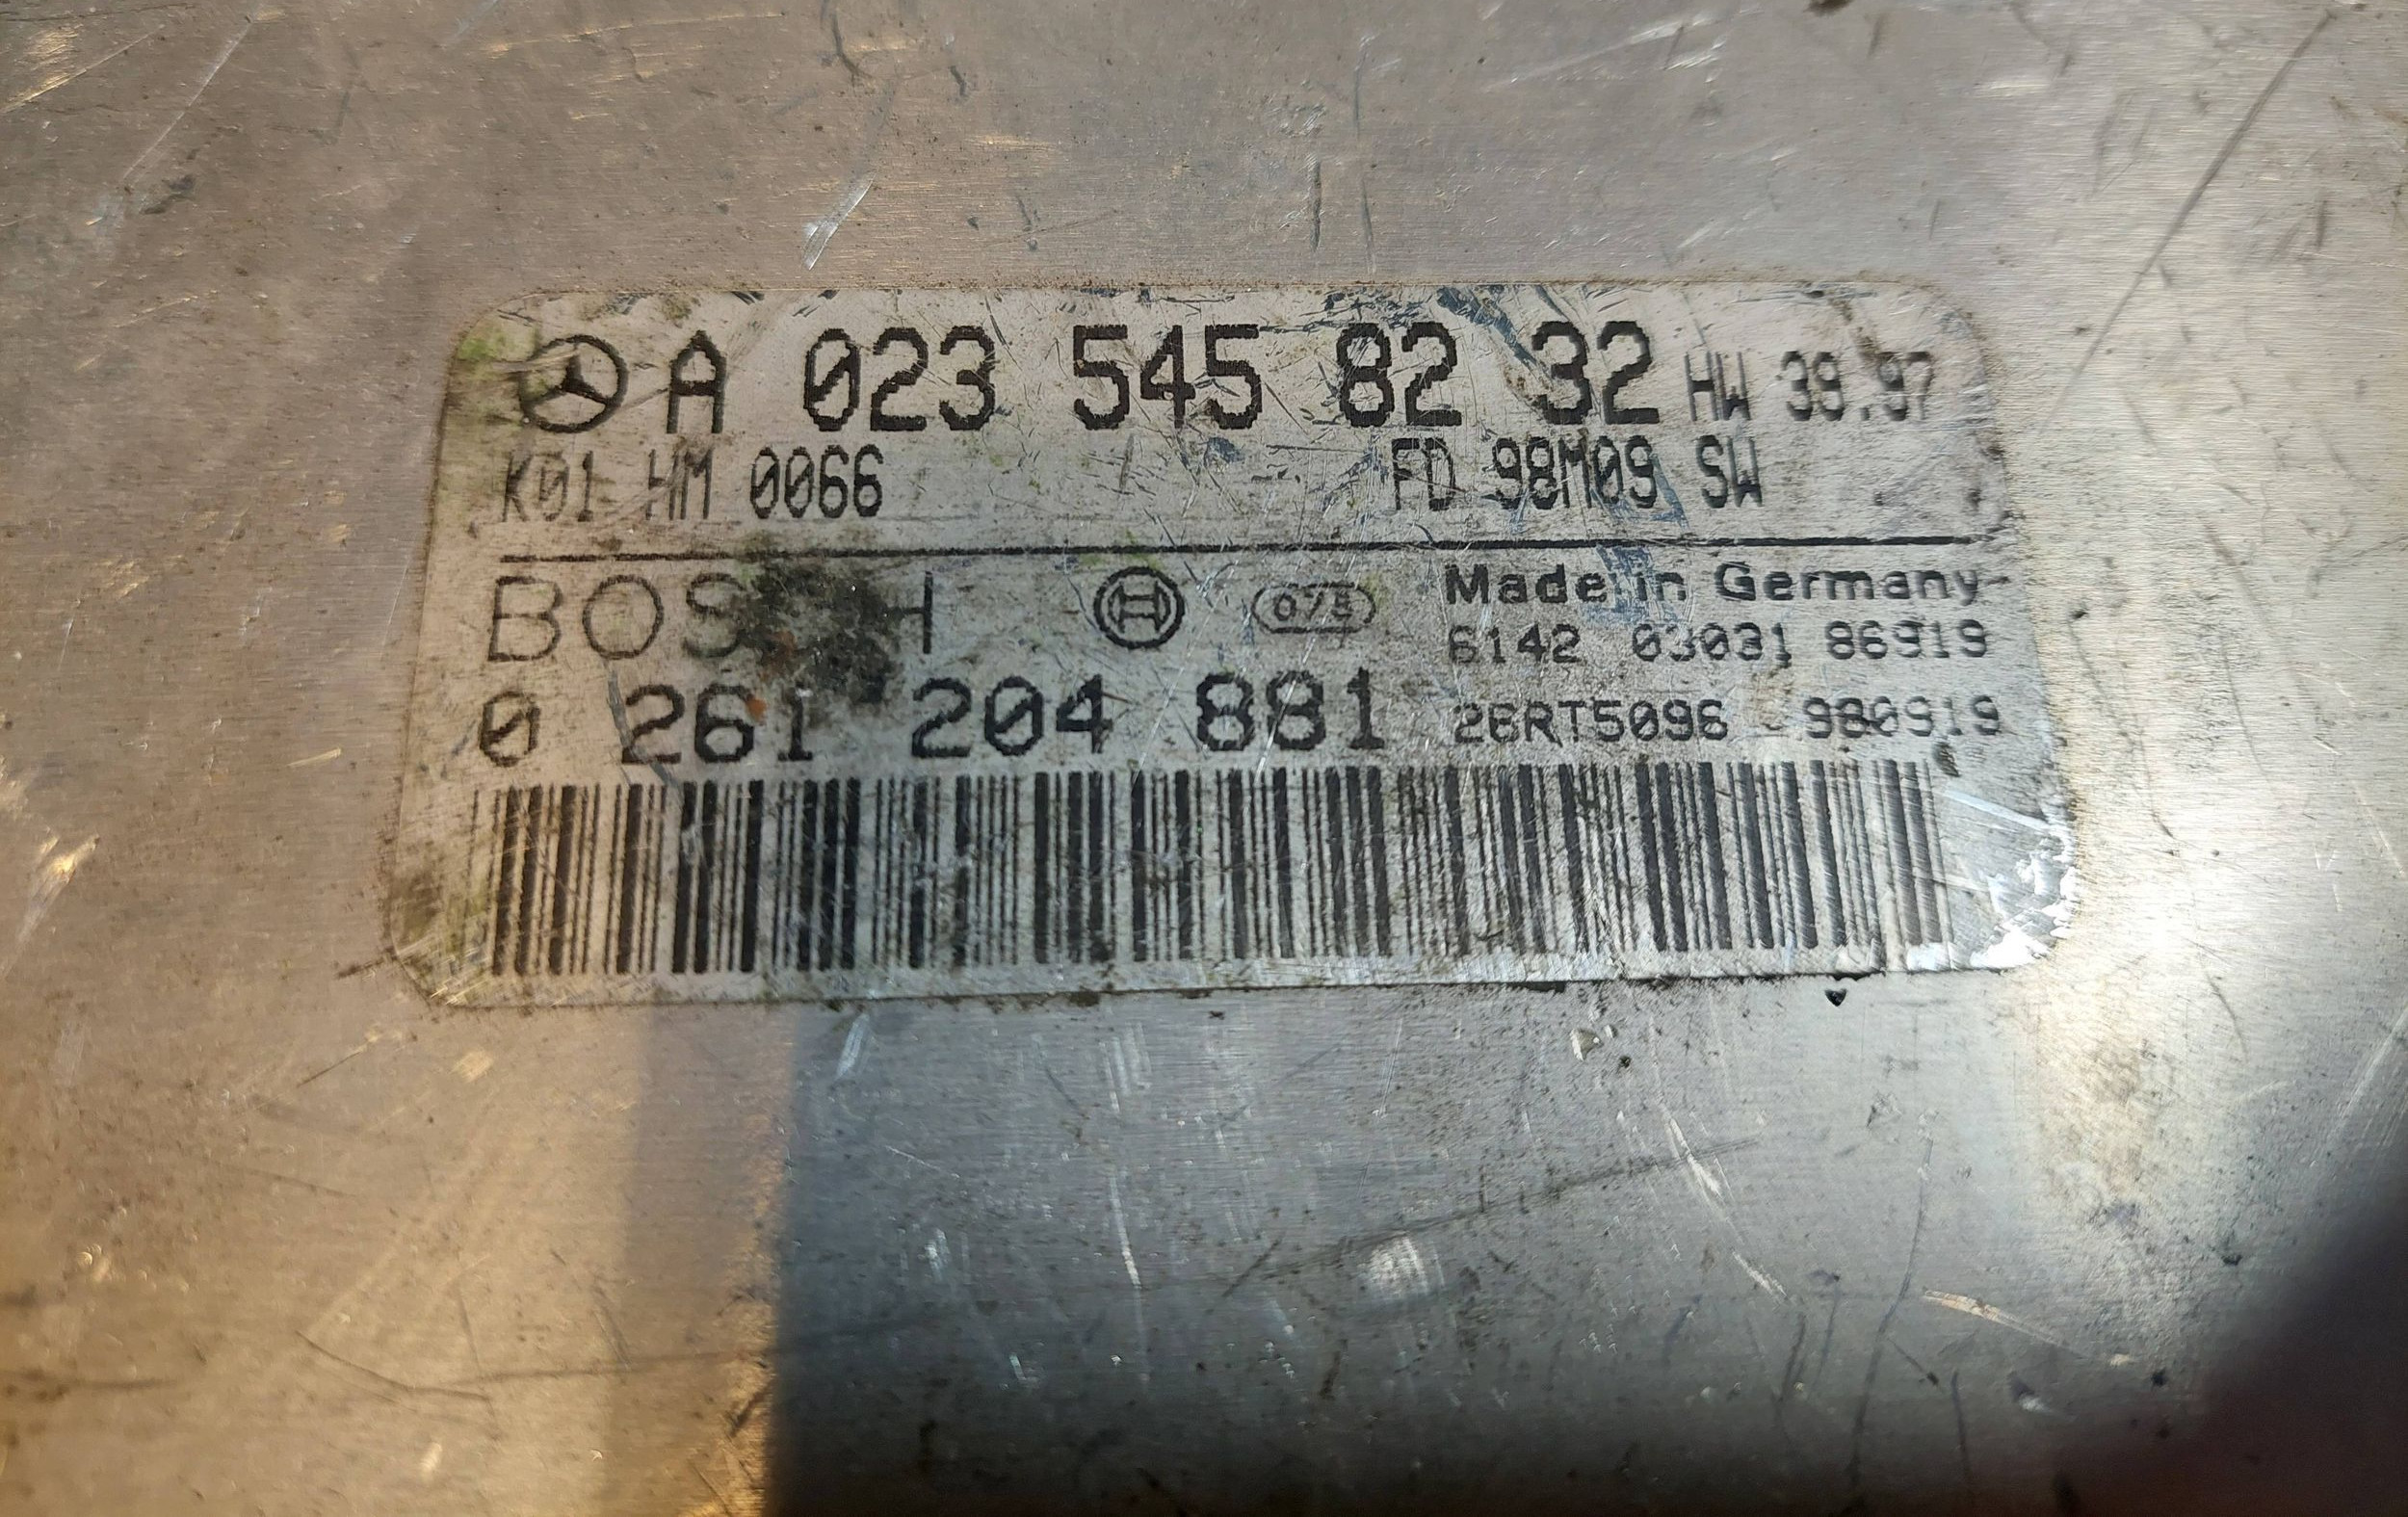 A 023 545 82 32 HW 39.97
K01 HM 0066 FD 98M09 SW
BOSCH 078 Made in Germany
6142 03031 86919
0 261 204 881 26RT5096 980919